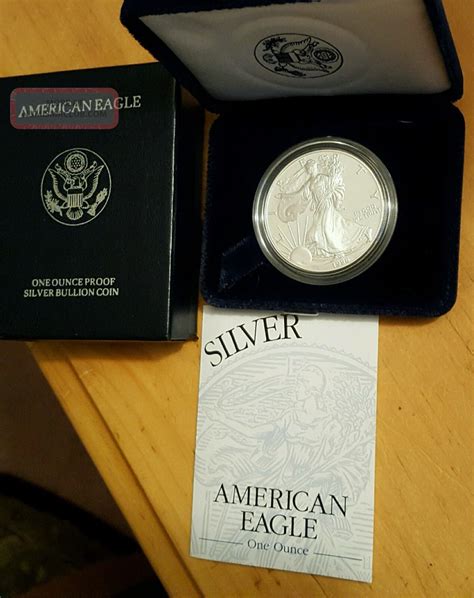 AMERICAN EAGLE
ONE OUNCE PROOF
SILVER BULLION COIN
SILVER
AMERICAN
EAGLE
One Ounce